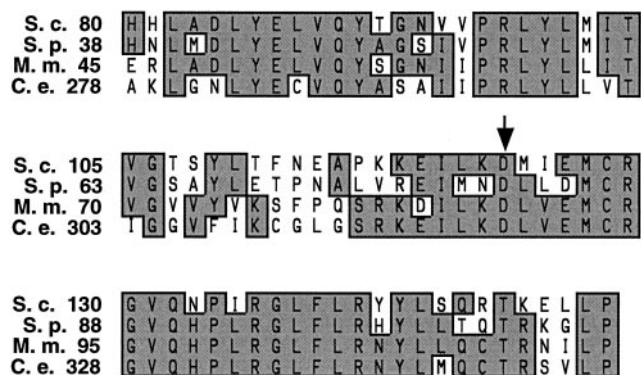 S. c. 80 H H L A D L Y E L V Q Y T G N V V P R L Y L M I T
S. p. 38 H N L M D L Y E L V Q Y A G S I V P R L Y L M I T
M. m. 45 E R L A D L Y E L V Q Y S G N I I P R L Y L L I T
C. e. 278 A K L G N L Y E C V Q Y A S A I I P R L Y L L V T
S. c. 105 V G T S Y L T F N E A P K K E I L K D M I E M C R
S. p. 63 V G S A Y L E T P N A L V R E I M N D L L D M C R
M. m. 70 V G V V Y V K S F P Q S R K D I L K D L V E M C R
C. e. 303 I G G V F I K C G L G S R K E I L K D L V E M C R
S. c. 130 G V Q N P I R G L F L R Y Y L S Q R T K E L L P
S. p. 88 G V Q H P L R G L F L R H Y L L T Q T R K G L P
M. m. 95 G V Q H P L R G L F L R N Y L L Q C T R N I L P
C. e. 328 G V Q H P L R G L F L R N Y L M Q C T R S V L P